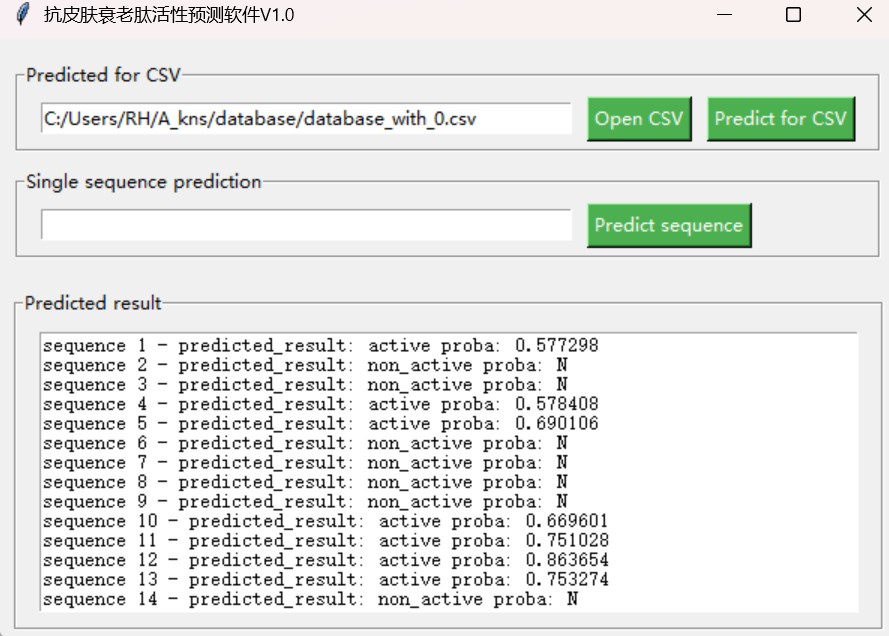 抗皮肤衰老肽活性预测软件V1.0
Predicted for CSV
C:/Users/RH/A_kns/database/database_with_0.csv
Open CSV
Predict for CSV
Single sequence prediction
Predict sequence
Predicted result
sequence 1 - predicted_result: active proba: 0.577298
sequence 2 - predicted_result: non_active proba: N
sequence 3 - predicted_result: non_active proba: N
sequence 4 - predicted_result: active proba: 0.578408
sequence 5 - predicted_result: active proba: 0.690106
sequence 6 - predicted_result: non_active proba: N
sequence 7 - predicted_result: non_active proba: N
sequence 8 - predicted_result: non_active proba: N
sequence 9 - predicted_result: non_active proba: N
sequence 10 - predicted_result: active proba: 0.669601
sequence 11 - predicted_result: active proba: 0.751028
sequence 12 - predicted_result: active proba: 0.863654
sequence 13 - predicted_result: active proba: 0.753274
sequence 14 - predicted_result: non_active proba: N